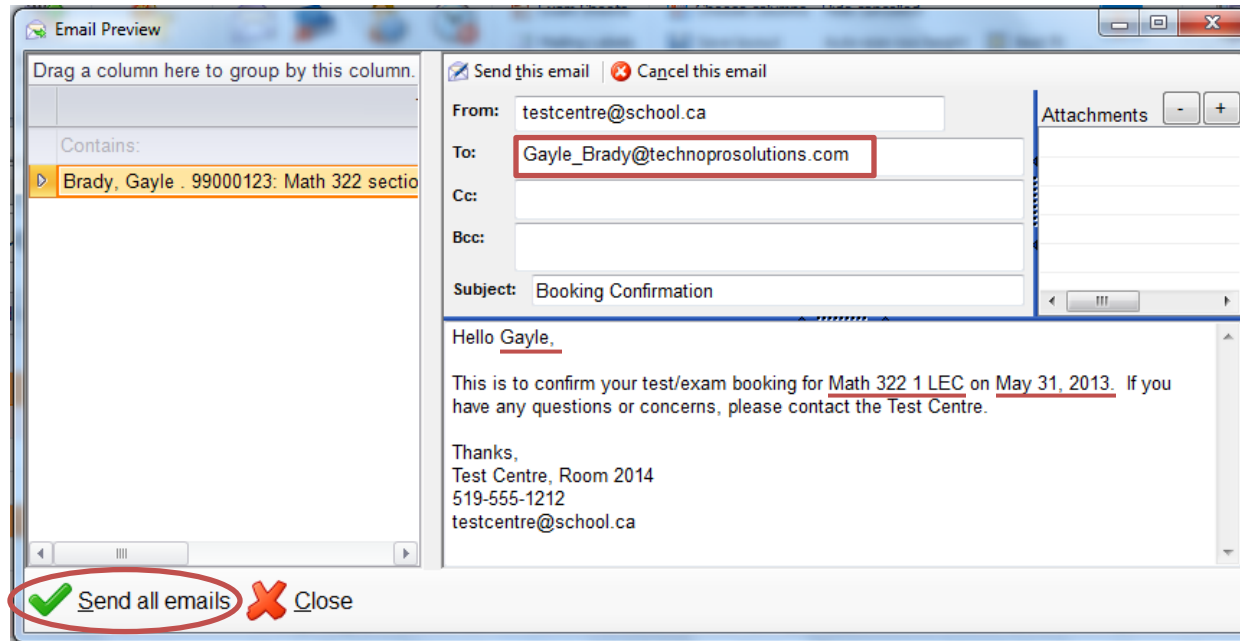 Email Preview
Drag a column here to group by this column.
Contains:
Brady, Gayle . 99000123: Math 322 sectio
Send this email
Cancel this email
From: testcentre@school.ca
To: Gayle_Brady@technoprosolutions.com
Cc:
Bcc:
Subject: Booking Confirmation
Attachments - +
Hello Gayle,
This is to confirm your test/exam booking for Math 322 1 LEC on May 31, 2013. If you
have any questions or concerns, please contact the Test Centre.
Thanks,
Test Centre, Room 2014
519-555-1212
testcentre@school.ca
Send all emails
Close